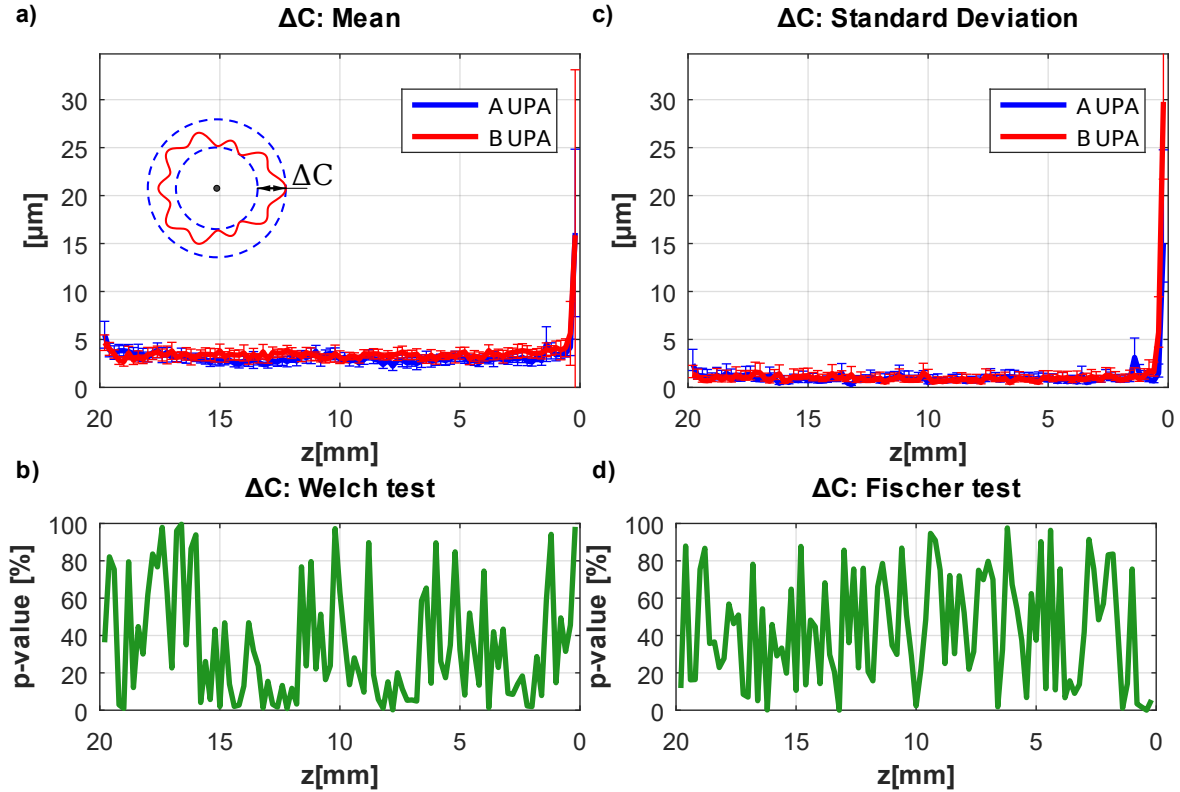 a)
ΔC: Mean
[µm]
30
25
20
15
10
5
0
A UPA
B UPA
ΔC
20
15
10
5
0
z[mm]
c)
ΔC: Standard Deviation
[µm]
30
25
20
15
10
5
0
A UPA
B UPA
20
15
10
5
0
z[mm]
b)
ΔC: Welch test
p-value [%]
100
80
60
40
20
0
20
15
10
5
0
z[mm]
d)
ΔC: Fischer test
p-value [%]
100
80
60
40
20
0
20
15
10
5
0
z[mm]